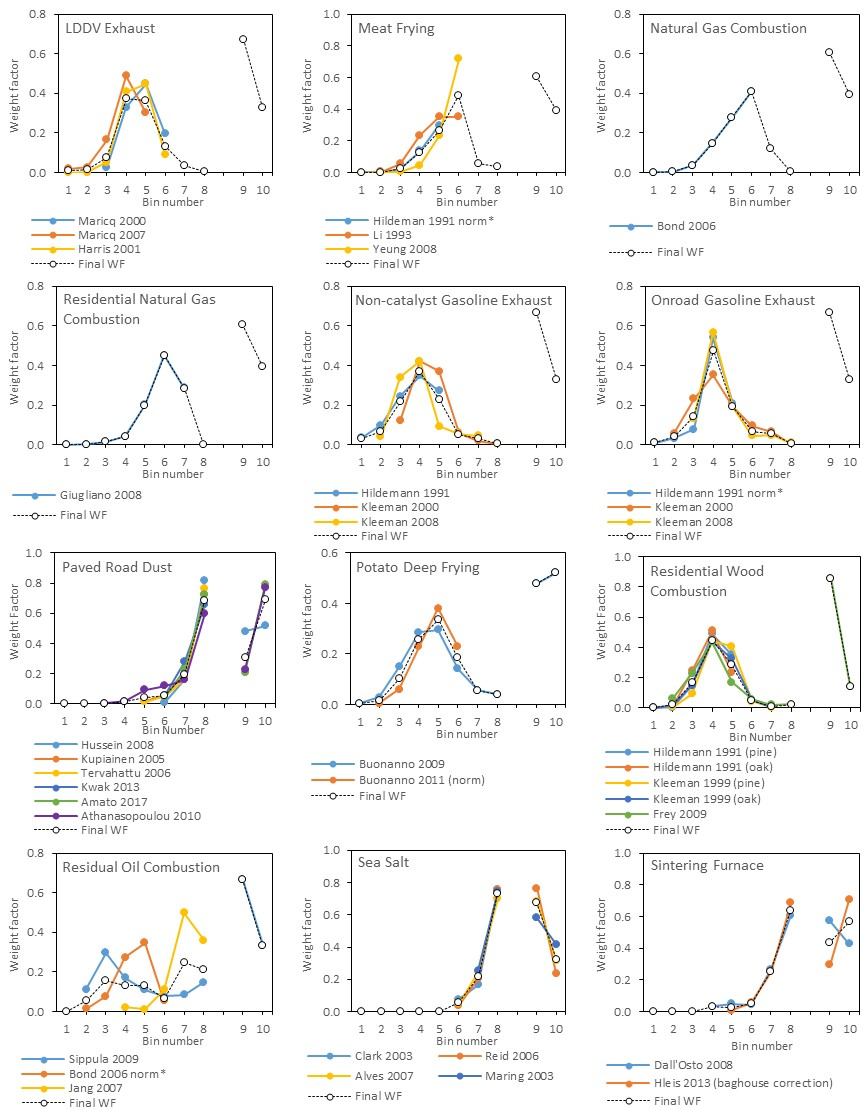 LDDV Exhaust
Weight factor
0.8
0.6
0.4
0.2
0.0
1 2 3 4 5 6 7 8 9 10
Bin number
Maricq 2000
Maricq 2007
Harris 2001
Final WF
Meat Frying
Weight factor
1.0
0.8
0.6
0.4
0.2
0.0
1 2 3 4 5 6 7 8 9 10
Bin number
Hildeman 1991 norm*
Li 1993
Yeung 2008
Final WF
Natural Gas Combustion
Weight factor
0.8
0.6
0.4
0.2
0.0
1 2 3 4 5 6 7 8 9 10
Bin number
Bond 2006
Final WF
Residential Natural Gas
Combustion
Weight factor
0.8
0.6
0.4
0.2
0.0
1 2 3 4 5 6 7 8 9 10
Bin number
Giugliano 2008
Final WF
Non-catalyst Gasoline Exhaust
Weight factor
0.8
0.6
0.4
0.2
0.0
1 2 3 4 5 6 7 8 9 10
Bin number
Hildemann 1991
Kleeman 2000
Kleeman 2008
Final WF
Onroad Gasoline Exhaust
Weight factor
0.8
0.6
0.4
0.2
0.0
1 2 3 4 5 6 7 8 9 10
Bin number
Hildemann 1991 norm*
Kleeman 2000
Kleeman 2008
Final WF
Paved Road Dust
Weight Factor
1.0
0.8
0.6
0.4
0.2
0.0
1 2 3 4 5 6 7 8 9 10
Bin Number
Hussein 2008
Kupiainen 2005
Tervahattu 2006
Kwak 2013
Amato 2017
Athanasopoulou 2010
Final WF
Potato Deep Frying
Weight Factor
0.6
0.4
0.2
0.0
1 2 3 4 5 6 7 8 9 10
Bin Number
Buonanno 2009
Buonanno 2011 (norm)
Final WF
Residential Wood
Combustion
Weight Factor
1.0
0.8
0.6
0.4
0.2
0.0
1 2 3 4 5 6 7 8 9 10
Bin Number
Hildemann 1991 (pine)
Hildemann 1991 (oak)
Kleeman 1999 (pine)
Kleeman 1999 (oak)
Frey 2009
Final WF
Residual Oil Combustion
Weight factor
0.8
0.6
0.4
0.2
0.0
1 2 3 4 5 6 7 8 9 10
Bin number
Sippula 2009
Bond 2006 norm*
Jang 2007
Final WF
Sea Salt
Weight factor
1.0
0.8
0.6
0.4
0.2
0.0
1 2 3 4 5 6 7 8 9 10
Bin number
Clark 2003 Reid 2006
Alves 2007 Maring 2003
Final WF
Sintering Furnace
Weight factor
1.0
0.8
0.6
0.4
0.2
0.0
1 2 3 4 5 6 7 8 9 10
Bin number
Dall'Osto 2008
Hleis 2013 (baghouse correction)
Final WF